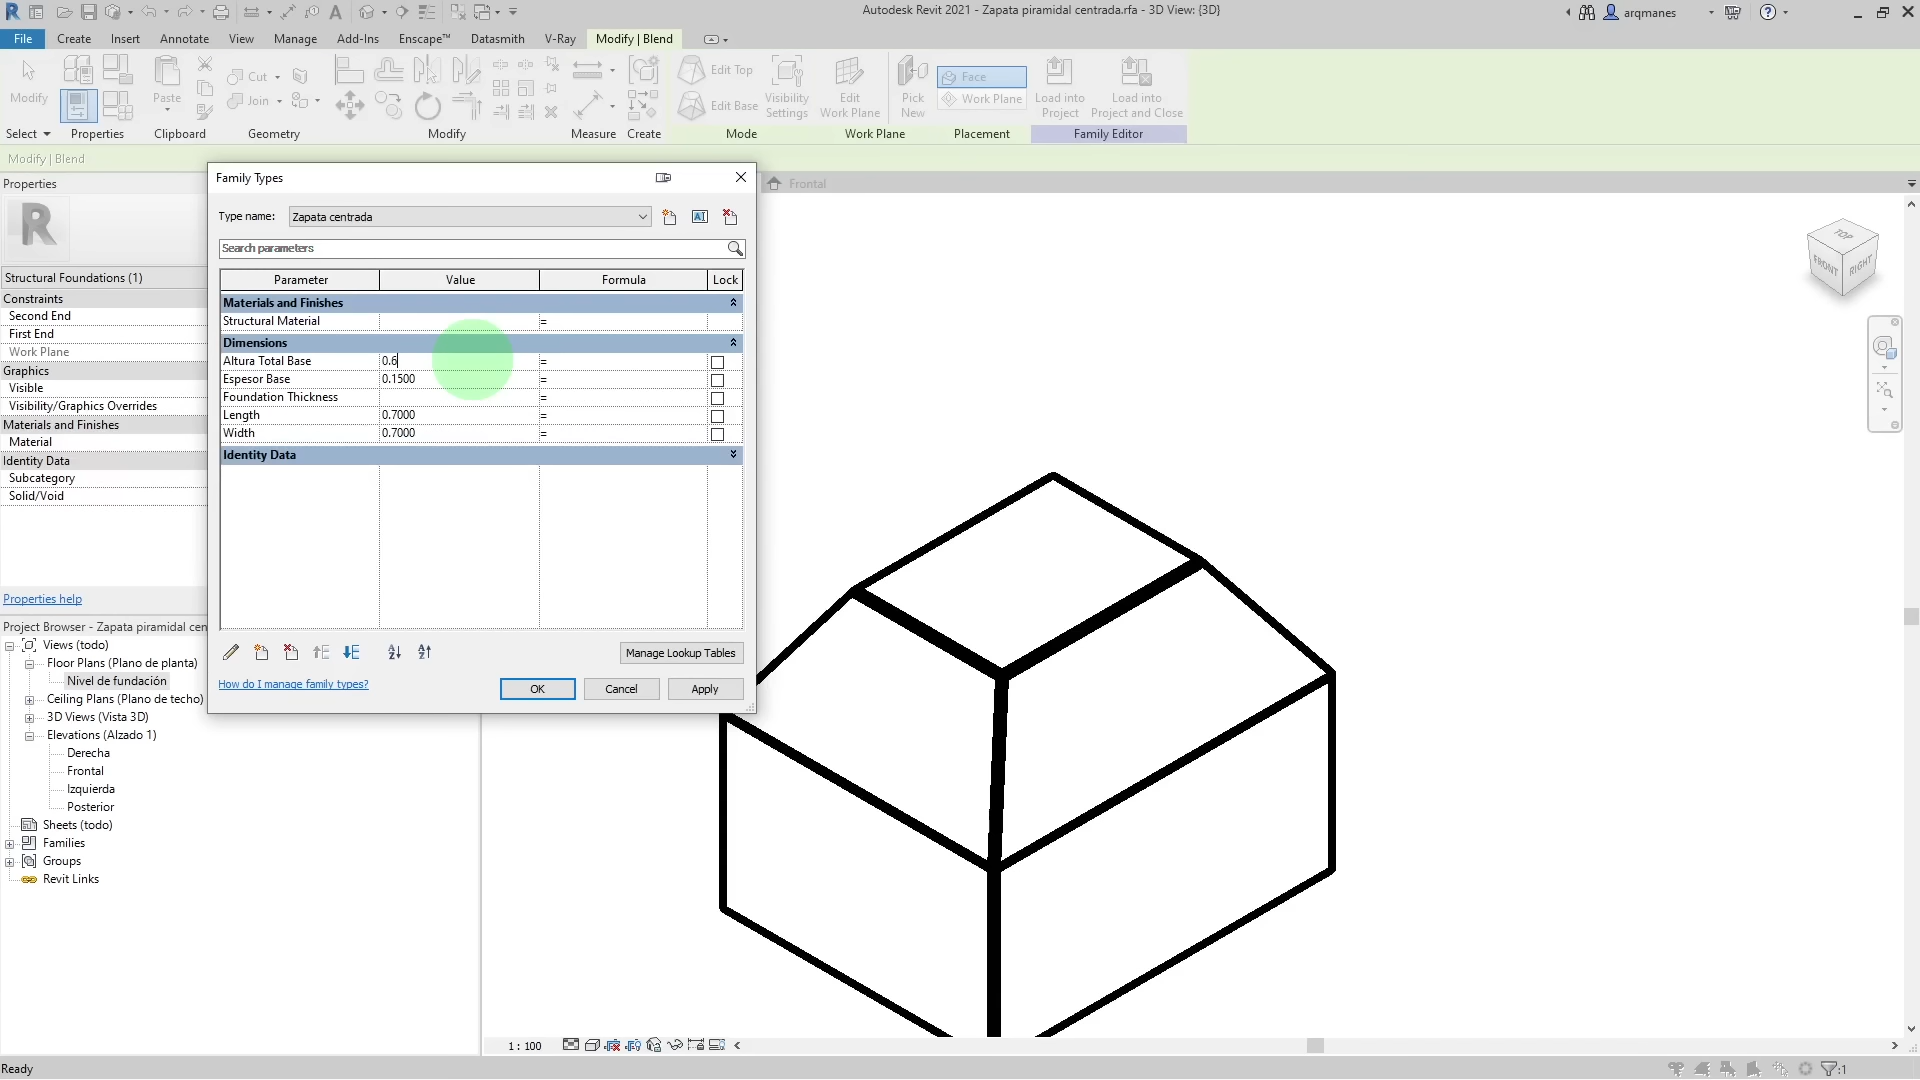 Autodesk Revit 2021 - Zapata piramidal centrada.rfa - 3D View: {3D}
arqmanes
File Create Insert Annotate View Manage Add-Ins Enscape™ Datasmith V-Ray Modify | Blend
Modify
Paste
Cut
Join
Edit Top
Edit Base
Visibility
Settings
Edit
Work Plane
Pick
New
Face
Work Plane
Load into
Project
Load into
Project and Close
Select Properties Clipboard Geometry Modify Measure Create Mode Work Plane Placement Family Editor
Modify | Blend
Properties
Structural Foundations (1)
Constraints
Second End
First End
Work Plane
Graphics
Visible
Visibility/Graphics Overrides
Materials and Finishes
Material
Identity Data
Subcategory
Solid/Void
Properties help
Project Browser - Zapata piramidal cen
Views (todo)
Floor Plans (Plano de planta)
Nivel de fundación
Ceiling Plans (Plano de techo)
3D Views (Vista 3D)
Elevations (Alzado 1)
Derecha
Frontal
Izquierda
Posterior
Sheets (todo)
Families
Groups
Revit Links
Family Types
Type name: Zapata centrada
Search parameters
Parameter Value Formula Lock
Materials and Finishes
Structural Material =
Dimensions
Altura Total Base 0.6 =
Espesor Base 0.1500 =
Foundation Thickness =
Length 0.7000 =
Width 0.7000 =
Identity Data
Manage Lookup Tables
How do I manage family types?
OK Cancel Apply
Frontal
TOP
FRONT RIGHT
1 : 100
Ready
:1